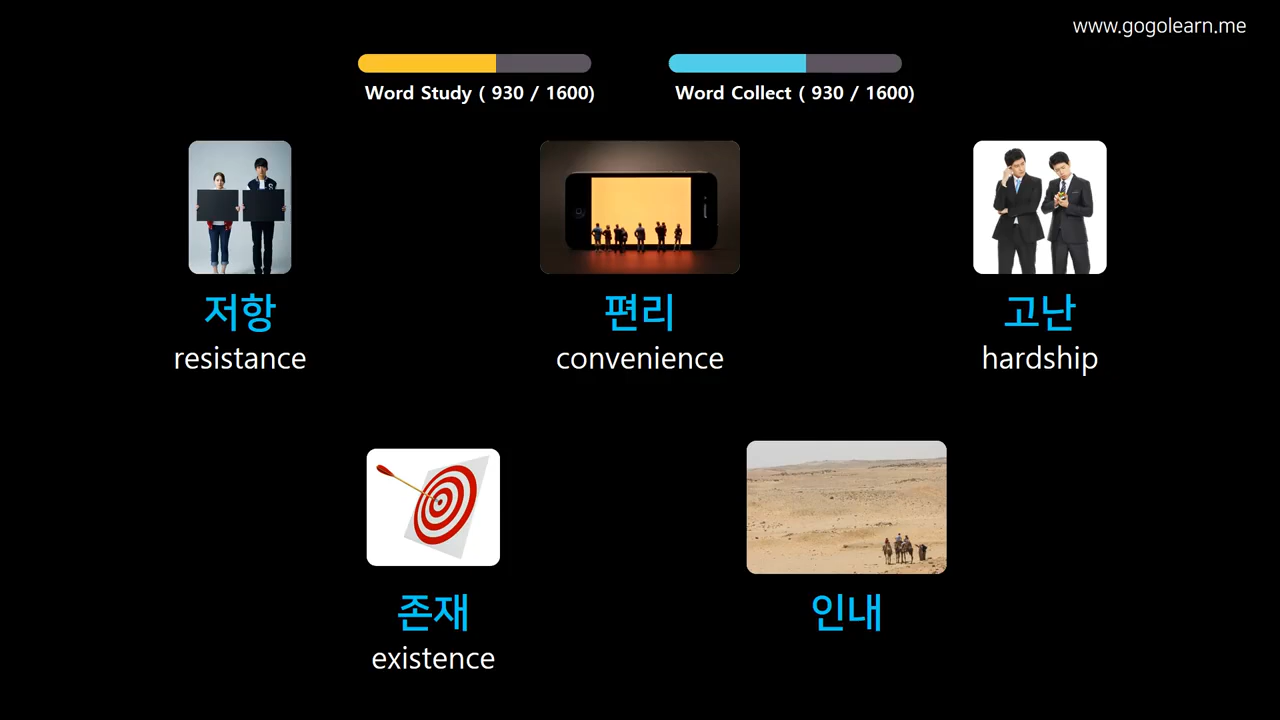 www.gogolearn.me
Word Study ( 930 / 1600)
Word Collect ( 930 / 1600)
저항
resistance
편리
convenience
고난
hardship
존재
existence
인내